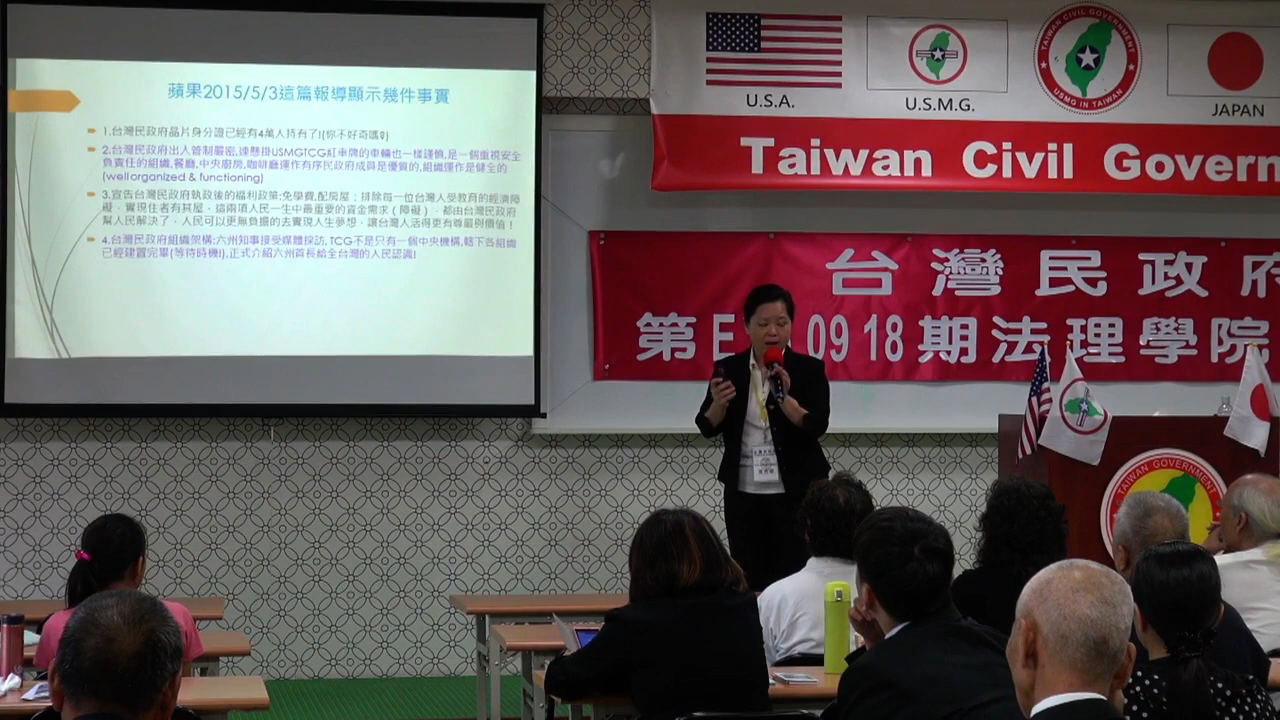 蘋果2015/5/3這篇報導顯示幾件事實
1.台灣民政府晶片身分證已經有4萬人持有了!(你不好奇嗎?)
2.台灣民政府出入管制嚴密,連懸掛USMGTCG紅車牌的車輛也一樣謹慎,是一個重視安全
負責任的組織,餐廳,中央廚房,咖啡廳運作有序民政府成員是優質的,組織運作是健全的
(well organized & functioning)
3.宣告台灣民政府執政後的福利政策:免學費,配房屋；排除每一位台灣人受教育的經濟障
礙，實現住者有其屋，這兩項人民一生中最重要的資金需求（障礙），都由台灣民政府
幫人民解決了，人民可以更無負擔的去實現人生夢想，讓台灣人活得更有尊嚴與價值！
4.台灣民政府組織架構:六州知事接受媒體採訪, TCG不是只有一個中央機構,轄下各組織
已經建置完畢(等待時機!),正式介紹六州首長給全台灣的人民認識!
U.S.A.
U.S.M.G.
TAIWAN CIVIL GOVERNMENT
USMG IN TAIWAN
JAPAN
Taiwan Civil Govern
台灣民政府
第E
09 18期法理學院
TAIWAN GOVERNMENT